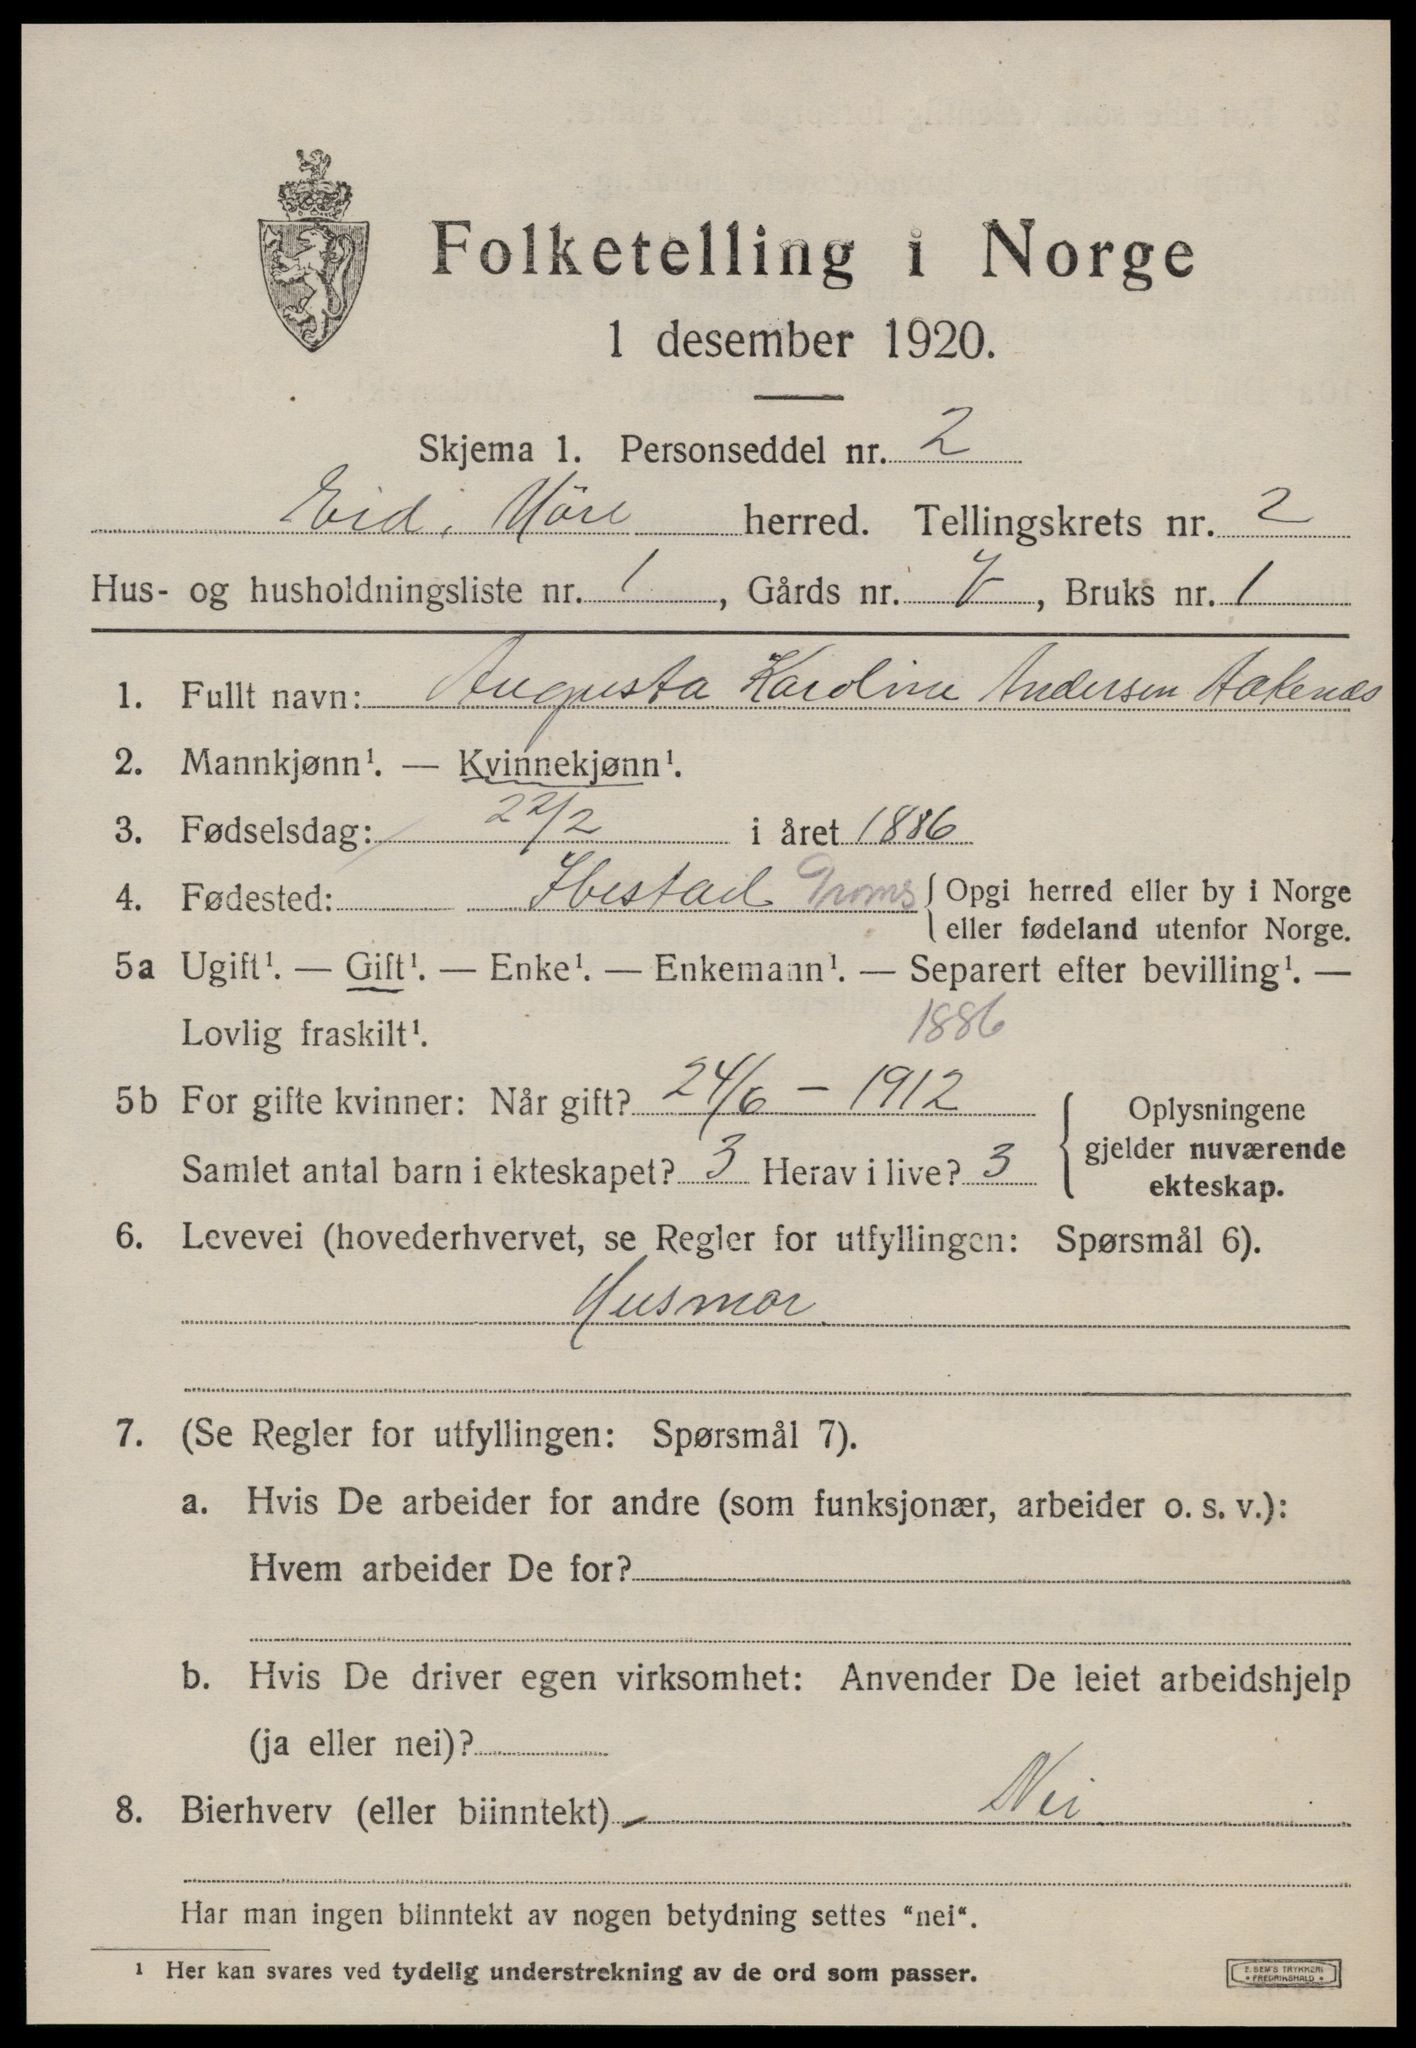 Folketelling i Norge
1 desember 1920.
Skjema 1. Personseddel nr. 2
Eid, Möre herred. Tellingskrets nr. 2
Hus- og husholdningsliste nr. 1, Gårds nr. , Bruks nr. 1
1. Fullt navn: Augusta Karoline Andersen Aakenæs
2. Mannkjønn¹. — Kvinnekjønn¹.
3. Fødselsdag: 22/2 i året 1886
4. Fødested: Ibestad Troms { Opgi herred eller by i Norge
eller fødeland utenfor Norge.
5a Ugift¹. — Gift¹. — Enke¹. — Enkemann¹. — Separert efter bevilling¹. —
Lovlig fraskilt¹. 1886
5b For gifte kvinner: Når gift? 24/6 – 1912
Samlet antal barn i ekteskapet? 3 Herav i live? 3
{ Oplysningene
gjelder nuværende
ekteskap.
6. Levevei (hovederhvervet, se Regler for utfyllingen: Spørsmål 6).
Husmor
7. (Se Regler for utfyllingen: Spørsmål 7).
a. Hvis De arbeider for andre (som funksjonær, arbeider o. s. v.):
Hvem arbeider De for?
b. Hvis De driver egen virksomhet: Anvender De leiet arbeidshjelp
(ja eller nei)?
8. Bierhverv (eller biinntekt) Nei
Har man ingen biinntekt av nogen betydning settes “nei“.
¹ Her kan svares ved tydelig understrekning av de ord som passer.
E. SEM'S TRYKKERI
* FREDRIKSHALD *